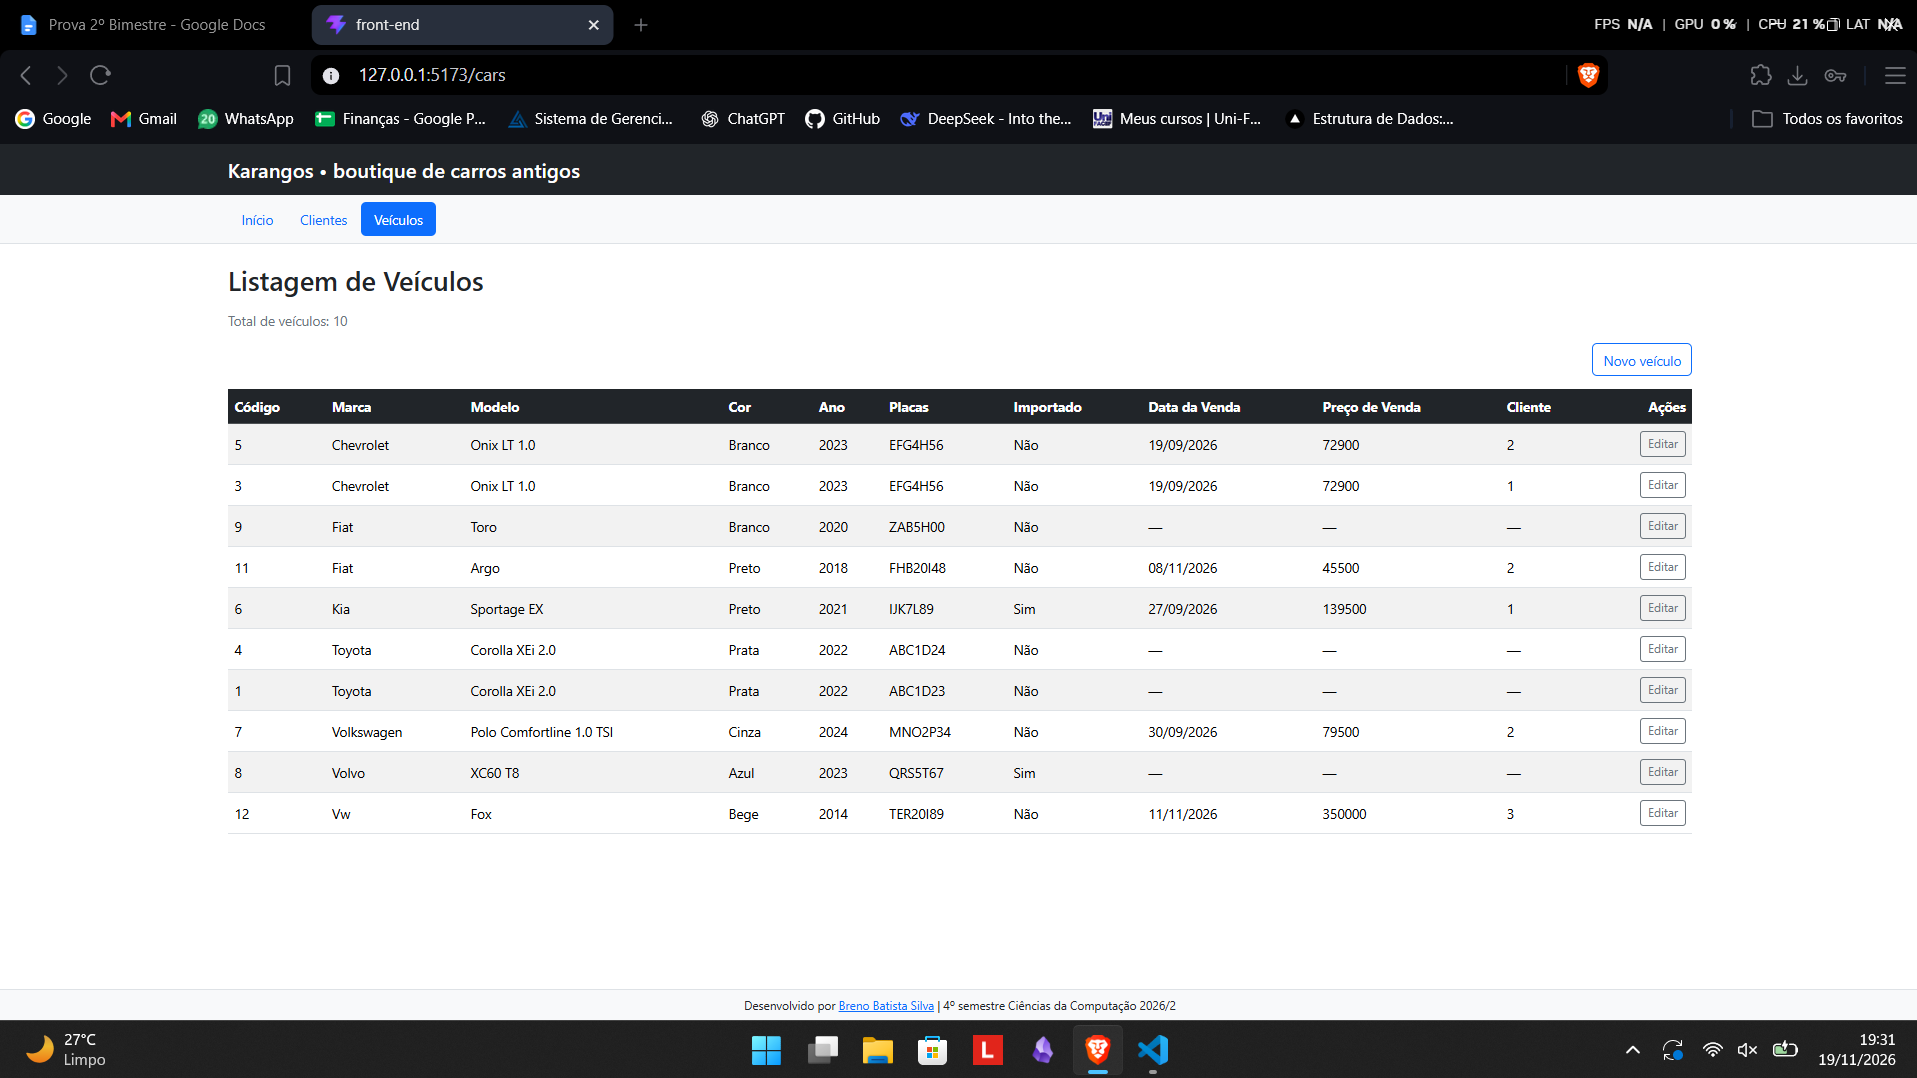 Prova 2º Bimestre - Google Docs
front-end
FPS N/A | GPU 0 % | CPU 21 % LAT N/A
127.0.0.1:5173/cars
Google
Gmail
20
WhatsApp
Finanças - Google P...
Sistema de Gerenci...
ChatGPT
GitHub
DeepSeek - Into the...
Meus cursos | Uni-F...
Estrutura de Dados:...
Todos os favoritos
Karangos • boutique de carros antigos
Início Clientes Veículos
Listagem de Veículos
Total de veículos: 10
Novo veículo
Código Marca Modelo Cor Ano Placas Importado Data da Venda Preço de Venda Cliente Ações
5 Chevrolet Onix LT 1.0 Branco 2023 EFG4H56 Não 19/09/2026 72900 2 Editar
3 Chevrolet Onix LT 1.0 Branco 2023 EFG4H56 Não 19/09/2026 72900 1 Editar
9 Fiat Toro Branco 2020 ZAB5H00 Não — — — Editar
11 Fiat Argo Preto 2018 FHB20I48 Não 08/11/2026 45500 2 Editar
6 Kia Sportage EX Preto 2021 IJK7L89 Sim 27/09/2026 139500 1 Editar
4 Toyota Corolla XEi 2.0 Prata 2022 ABC1D24 Não — — — Editar
1 Toyota Corolla XEi 2.0 Prata 2022 ABC1D23 Não — — — Editar
7 Volkswagen Polo Comfortline 1.0 TSI Cinza 2024 MNO2P34 Não 30/09/2026 79500 2 Editar
8 Volvo XC60 T8 Azul 2023 QRS5T67 Sim — — — Editar
12 Vw Fox Bege 2014 TER20I89 Não 11/11/2026 350000 3 Editar
Desenvolvido por Breno Batista Silva | 4º semestre Ciências da Computação 2026/2
27°C
Limpo
L
19:31
19/11/2026